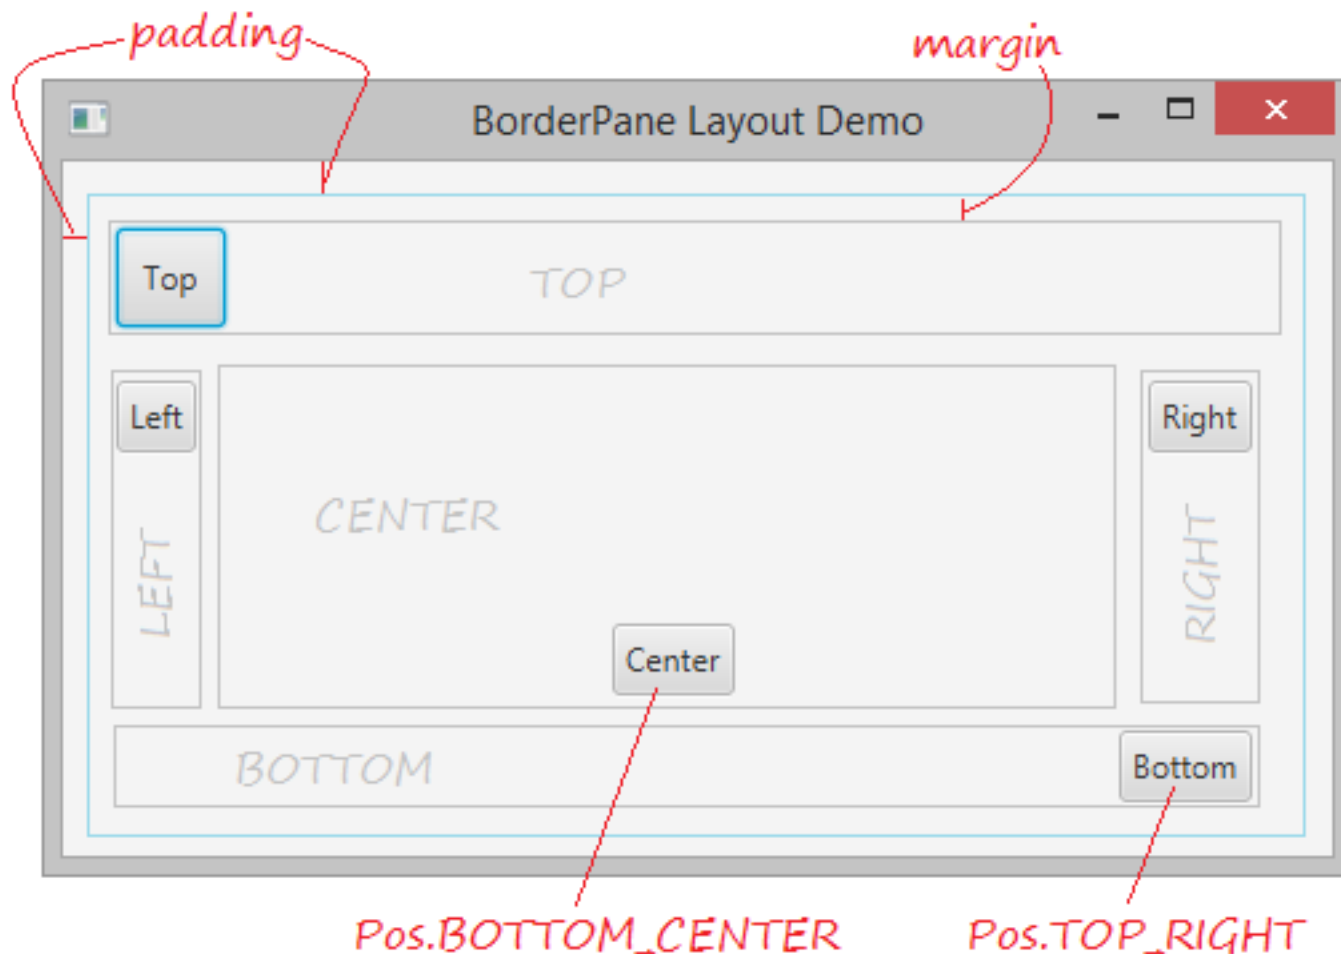 padding
margin
BorderPane Layout Demo
Top
TOP
Left
Right
CENTER
LEFT
RIGHT
Center
BOTTOM
Bottom
Pos.BOTTOM_CENTER
Pos.TOP_RIGHT